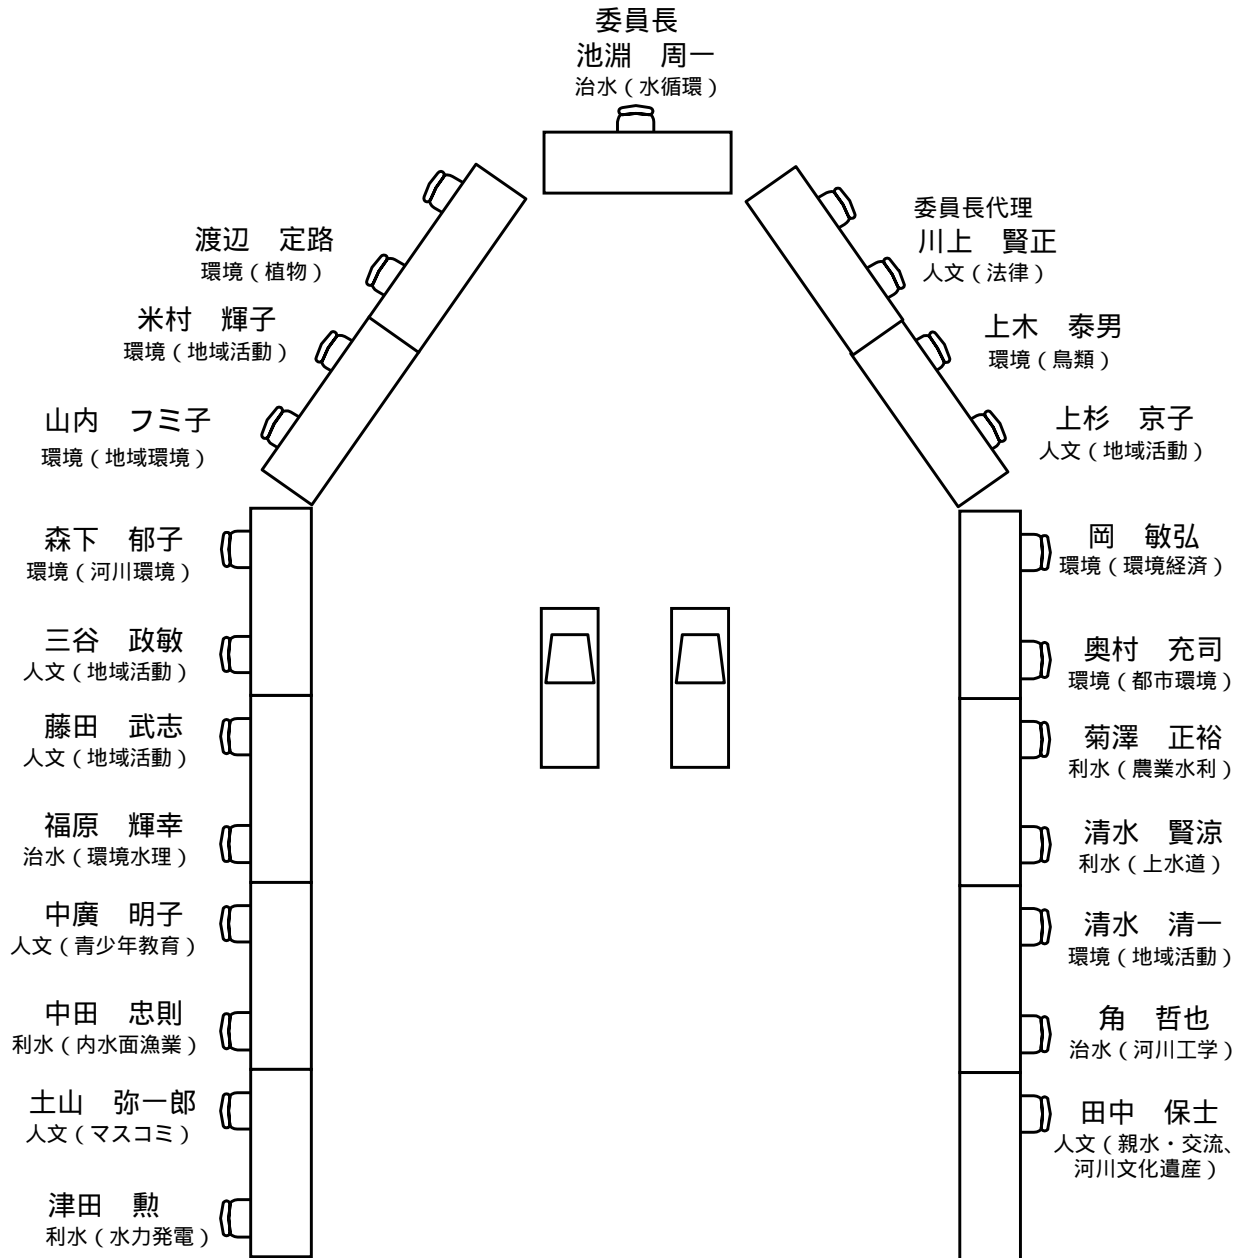 委員長
池淵　周一
治水（水循環）
渡辺　定路
環境（植物）
米村　輝子
環境（地域活動）
山内　フミ子
環境（地域環境）
森下　郁子
環境（河川環境）
三谷　政敏
人文（地域活動）
藤田　武志
人文（地域活動）
福原　輝幸
治水（環境水理）
中廣　明子
人文（青少年教育）
中田　忠則
利水（内水面漁業）
土山　弥一郎
人文（マスコミ）
津田　勲
利水（水力発電）
委員長代理
川上　賢正
人文（法律）
上木　泰男
環境（鳥類）
上杉　京子
人文（地域活動）
岡　敏弘
環境（環境経済）
奥村　充司
環境（都市環境）
菊澤　正裕
利水（農業水利）
清水　賢涼
利水（上水道）
清水　清一
環境（地域活動）
角　哲也
治水（河川工学）
田中　保士
人文（親水・交流、
河川文化遺産）